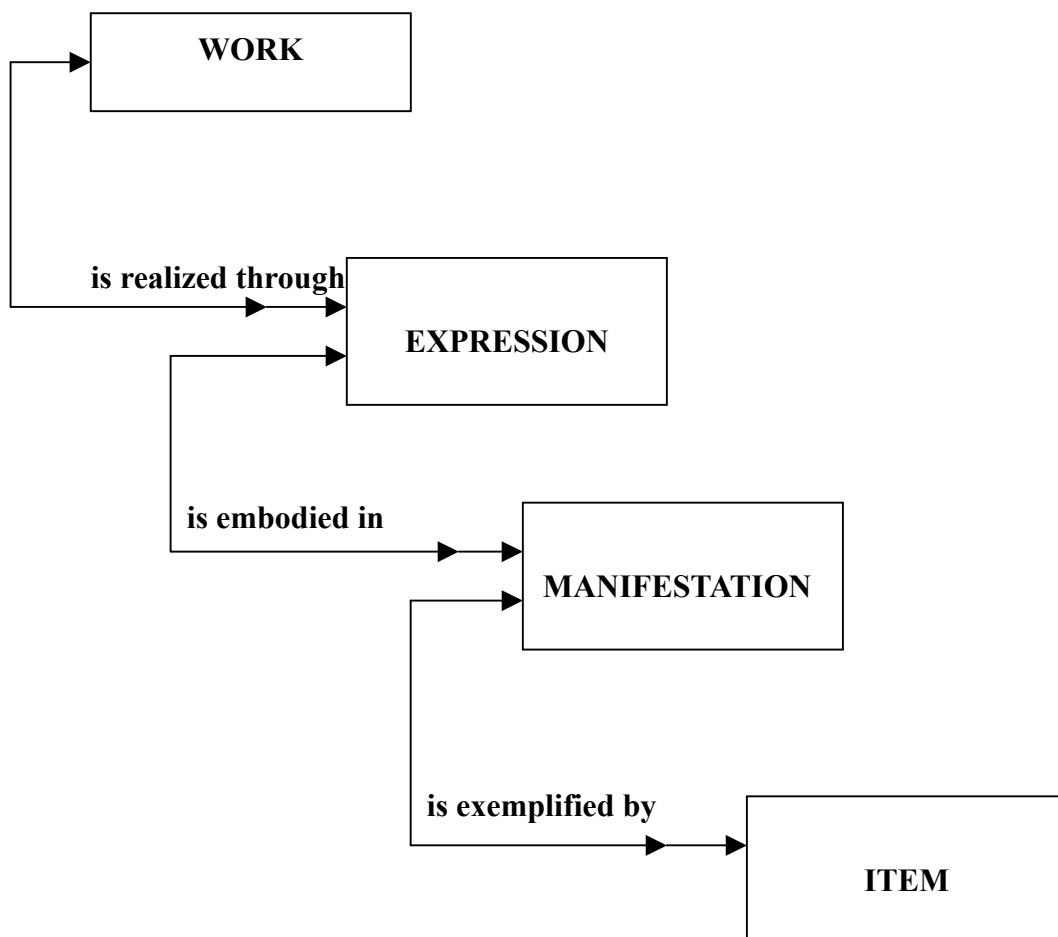 WORK
is realized through
EXPRESSION
is embodied in
MANIFESTATION
is exemplified by
ITEM